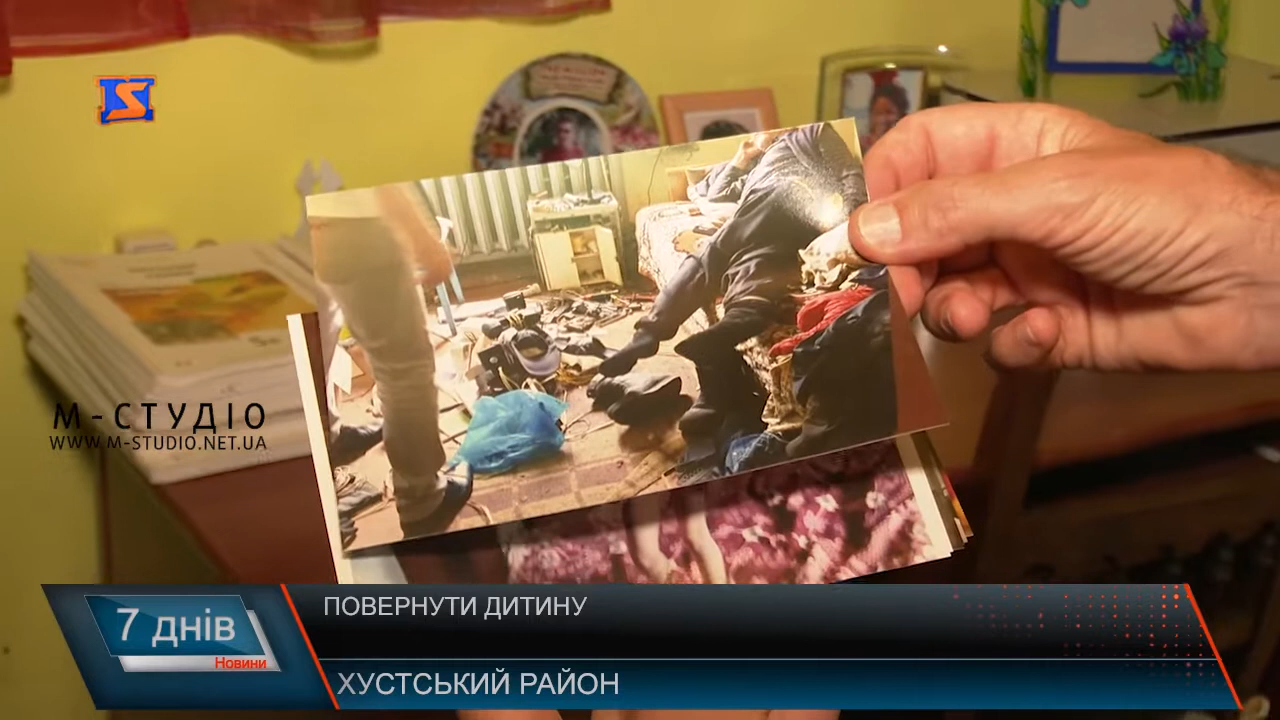 М-СТУДІО
WWW.M-STUDIO.NET.UA
7 днів
Новини
ПОВЕРНУТИ ДИТИНУ
ХУСТСЬКИЙ РАЙОН